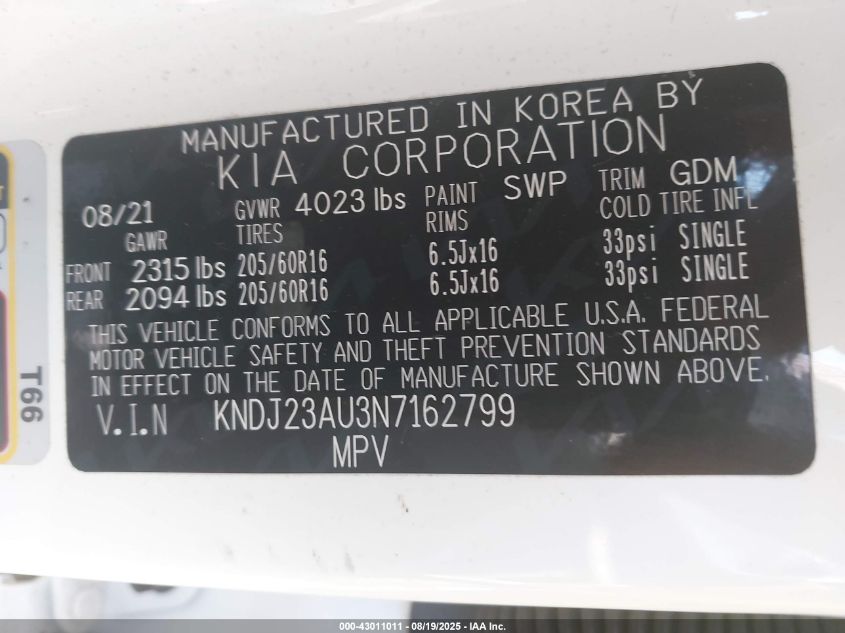 MANUFACTURED IN KOREA BY
KIA CORPORATION
08/21 GVWR 4023 lbs PAINT SWP TRIM GDM
GAWR TIRES RIMS COLD TIRE INFL
FRONT 2315 lbs 205/60R16 6.5Jx16 33psi SINGLE
REAR 2094 lbs 205/60R16 6.5Jx16 33psi SINGLE
THIS VEHICLE CONFORMS TO ALL APPLICABLE U.S.A. FEDERAL
MOTOR VEHICLE SAFETY AND THEFT PREVENTION STANDARDS
IN EFFECT ON THE DATE OF MANUFACTURE SHOWN ABOVE.
V.I.N KNDJ23AU3N7162799
MPV
T66
000-43011011 - 08/19/2025 - IAA Inc.